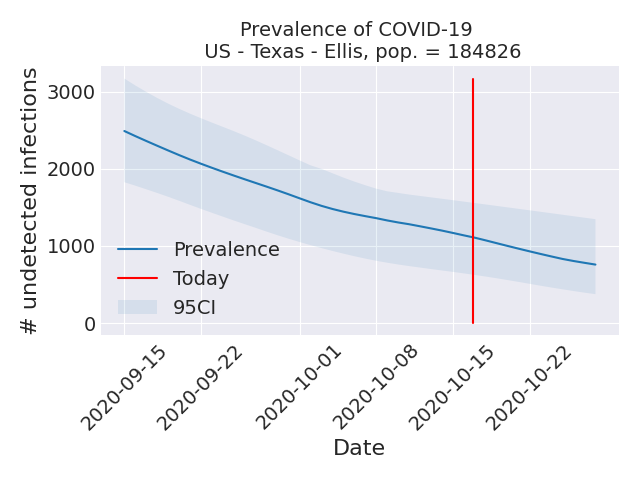 Prevalence of COVID-19
US - Texas - Ellis, pop. = 184826
# undetected infections
3000
2000
1000
0
Prevalence
Today
95CI
2020-09-15
2020-09-22
2020-10-01
2020-10-08
2020-10-15
2020-10-22
Date